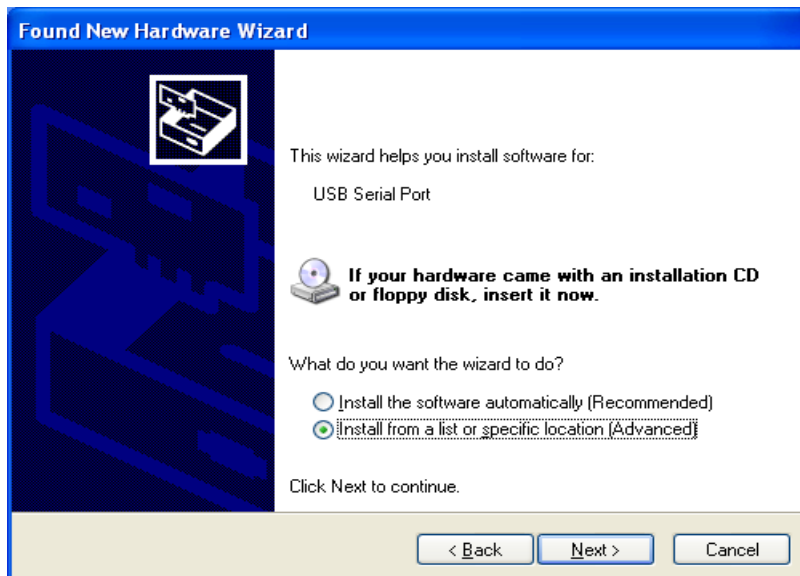 Found New Hardware Wizard
This wizard helps you install software for:
USB Serial Port
If your hardware came with an installation CD
or floppy disk, insert it now.
What do you want the wizard to do?
Install the software automatically (Recommended)
Install from a list or specific location (Advanced)
Click Next to continue.
< Back
Next >
Cancel